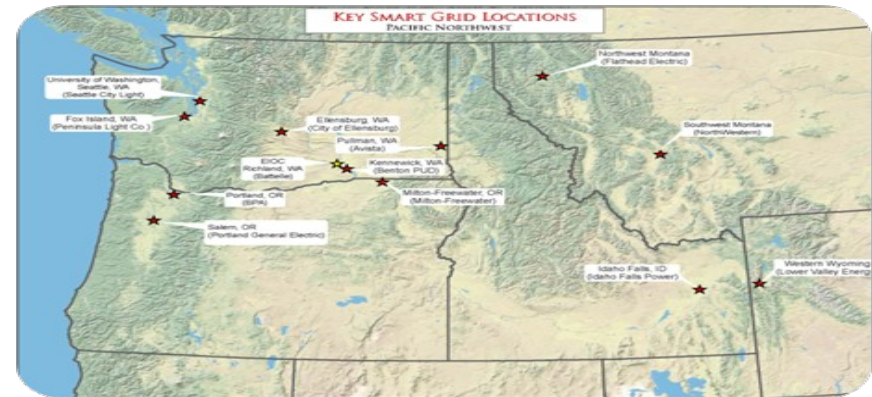 KEY SMART GRID LOCATIONS
PACIFIC NORTHWEST
Northwest Montana
(Flathead Electric)
University of Washington,
Seattle, WA
(Seattle City Light)
Fox Island, WA
(Peninsula Light Co.)
Ellensburg, WA
(City of Ellensburg)
Pullman, WA
(Avista)
Southwest Montana
(NorthWestern)
EIOC
Richland, WA
(Battelle)
Kennewick, WA
(Benton PUD)
Portland, OR
(BPA)
Milton-Freewater, OR
(Milton-Freewater)
Salem, OR
(Portland General Electric)
Idaho Falls, ID
(Idaho Falls Power)
Western Wyoming
(Lower Valley Energ